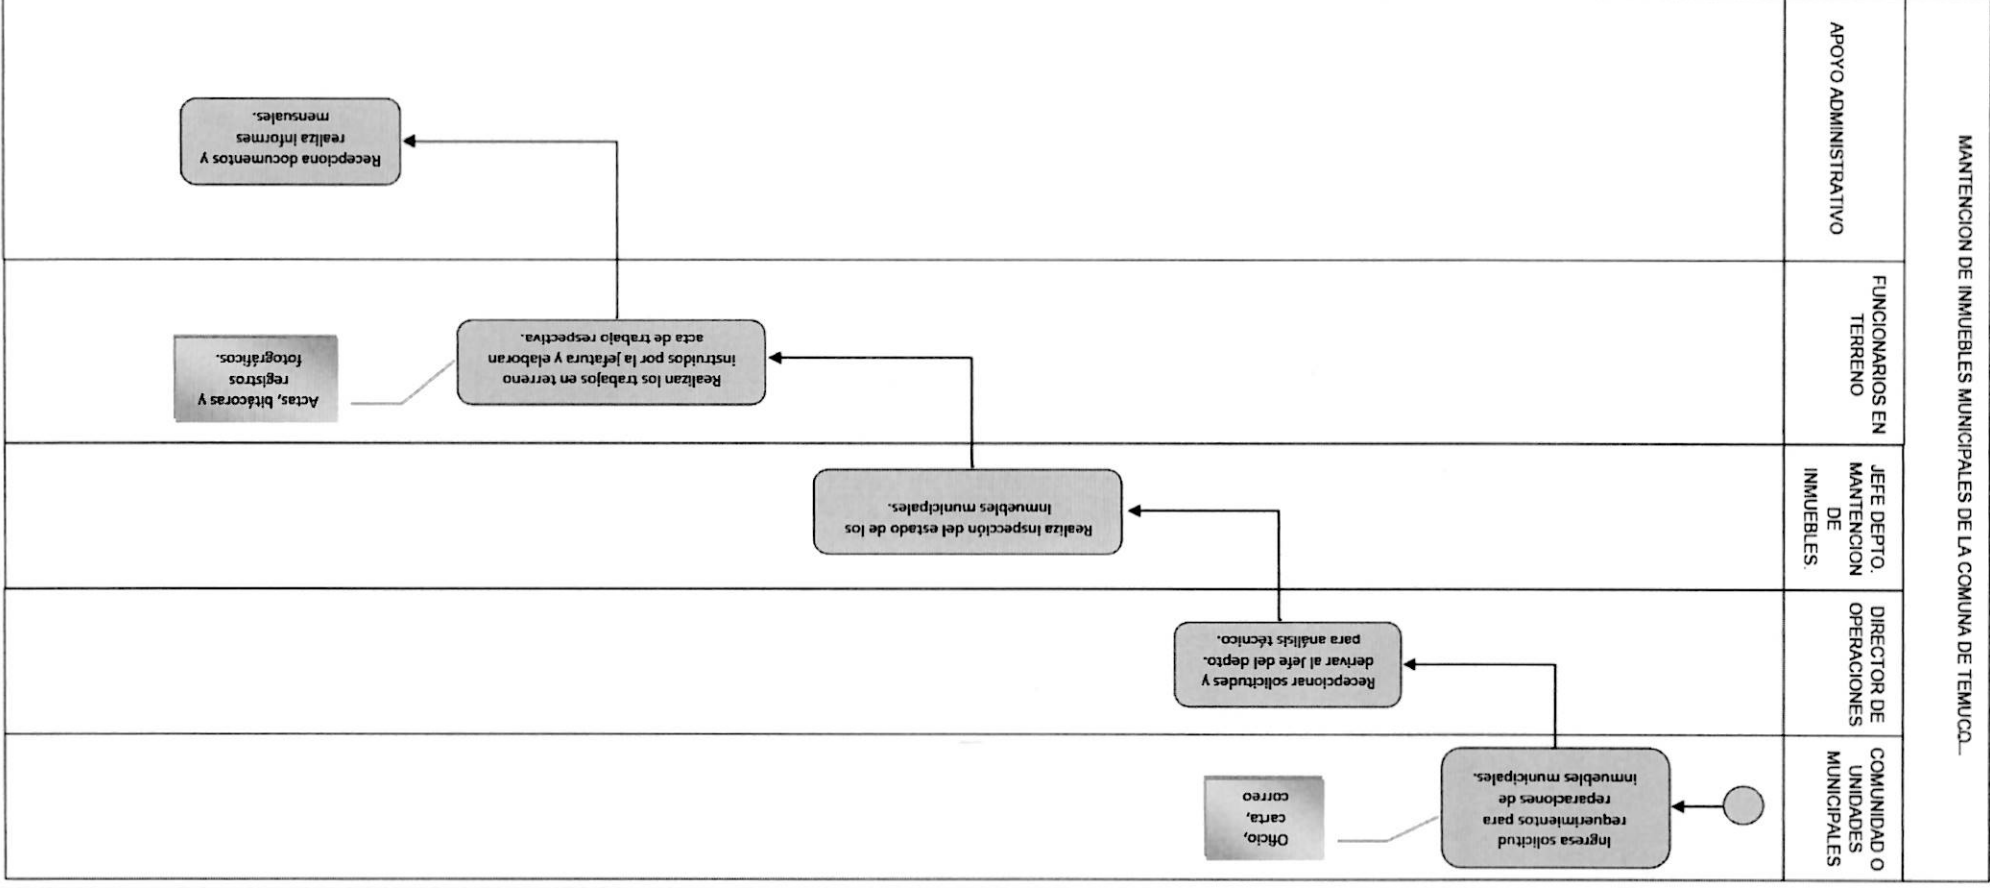 MANTENCION DE INMUEBLES MUNICIPALES DE LA COMUNA DE TEMUCO
COMUNIDAD O
UNIDADES
MUNICIPALES
Ingresa solicitud
requerimientos para
reparaciones de
inmuebles municipales.
Oficio,
carta,
correo
DIRECTOR DE
OPERACIONES
Recepcionar solicitudes y
derivar al Jefe del depto.
para análisis técnico.
JEFE DEPTO.
MANTENCION
DE
INMUEBLES.
Realiza Inspección del estado de los
Inmuebles municipales.
FUNCIONARIOS EN
TERRENO
Realizan los trabajos en terreno
instruidos por la jefatura y elaboran
acta de trabajo respectiva.
Actas, bitácoras y
registros
fotográficos.
APOYO ADMINISTRATIVO
Recepciona documentos y
realiza informes
mensuales.